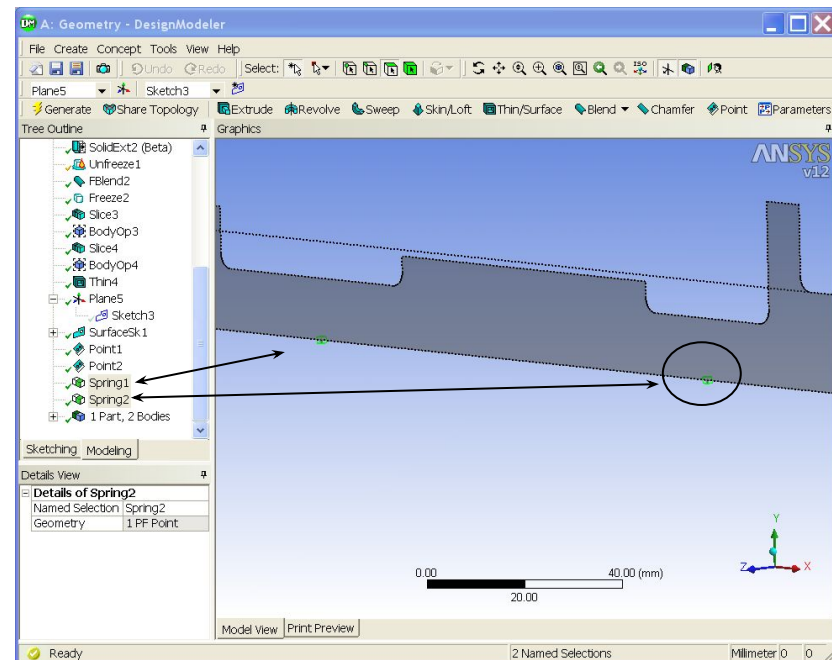 DM A: Geometry - DesignModeler
File Create Concept Tools View Help
Undo Redo Select:
Plane5 Sketch3
Generate Share Topology Extrude Revolve Sweep Skin/Loft Thin/Surface Blend Chamfer Point Parameters
Tree Outline
SolidExt2 (Beta)
Unfreeze1
FBlend2
Freeze2
Slice3
BodyOp3
Slice4
BodyOp4
Thin4
Plane5
Sketch3
SurfaceSk1
Point1
Point2
Spring1
Spring2
1 Part, 2 Bodies
Sketching Modeling
Details View
Details of Spring2
Named Selection Spring2
Geometry 1 PF Point
Graphics
ANSYS
v12
Y
Z X
0.00 40.00 (mm)
20.00
Model View Print Preview
Ready 2 Named Selections Millimeter 0 0